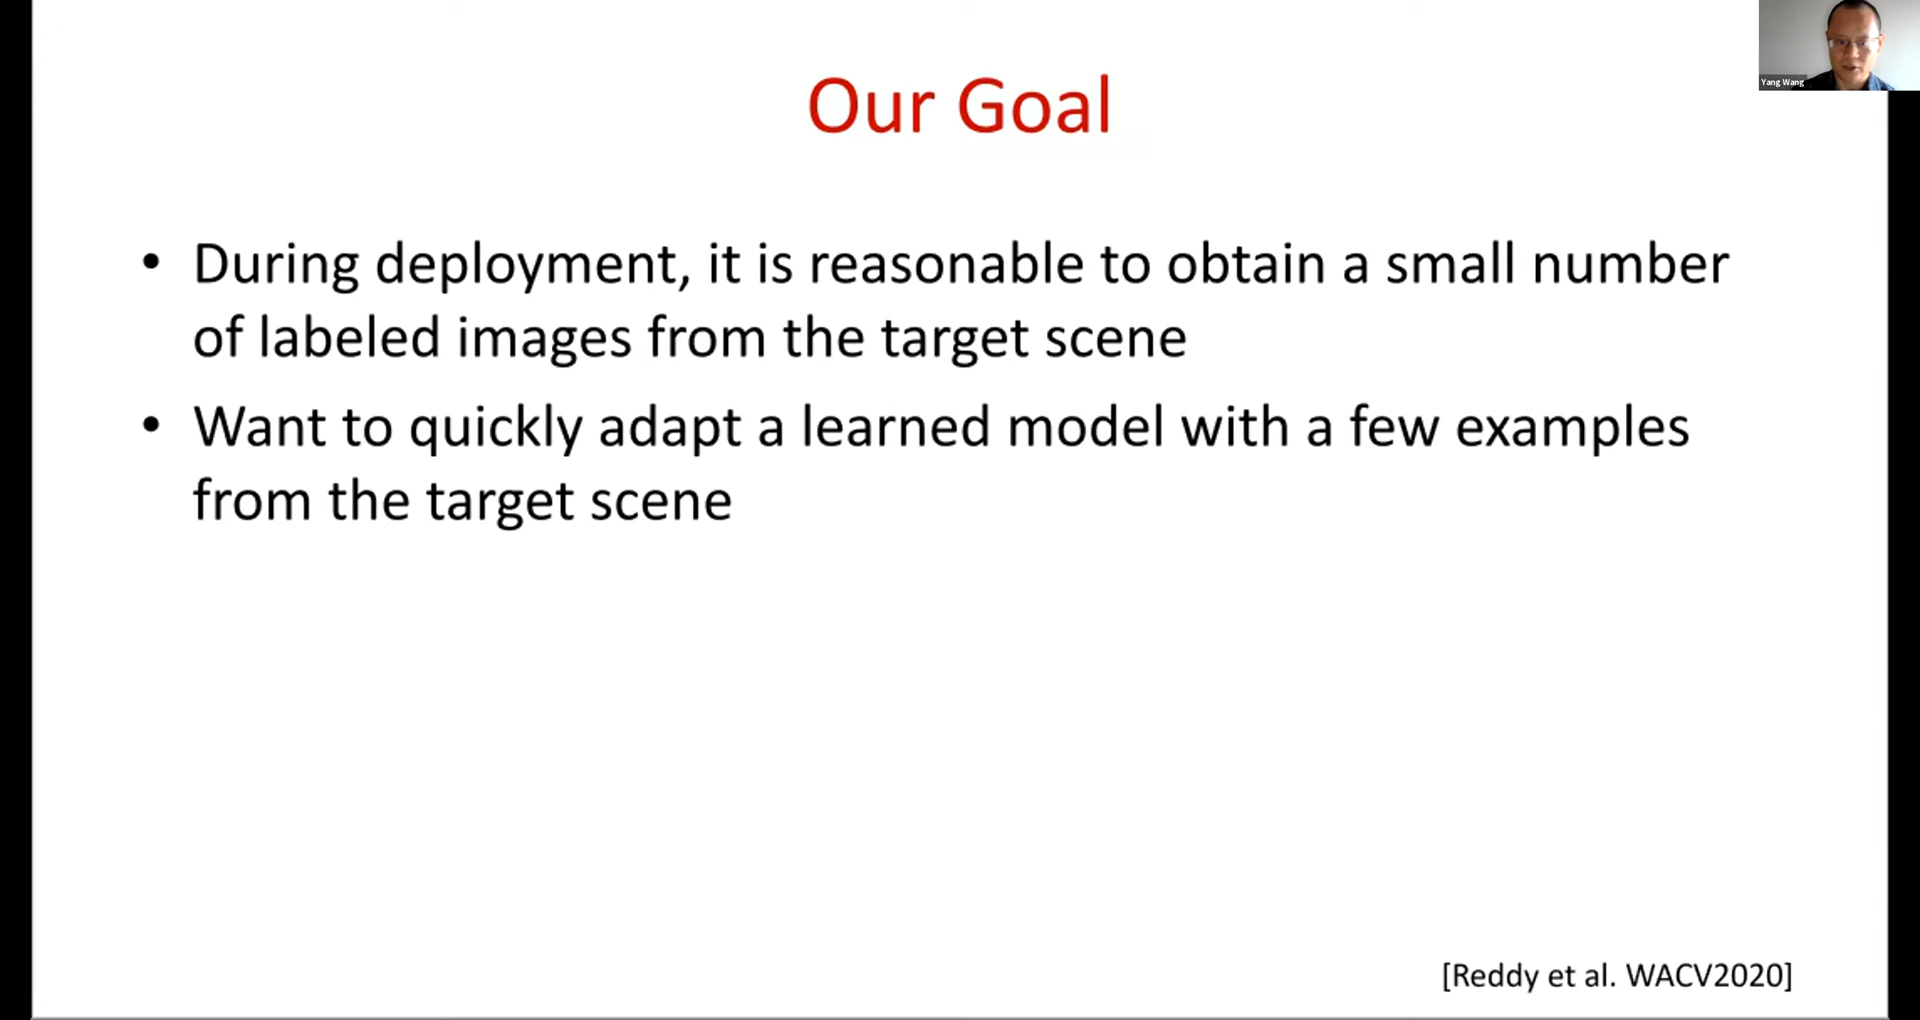 Our Goal
Yang Wang
• During deployment, it is reasonable to obtain a small number
of labeled images from the target scene
• Want to quickly adapt a learned model with a few examples
from the target scene
[Reddy et al. WACV2020]